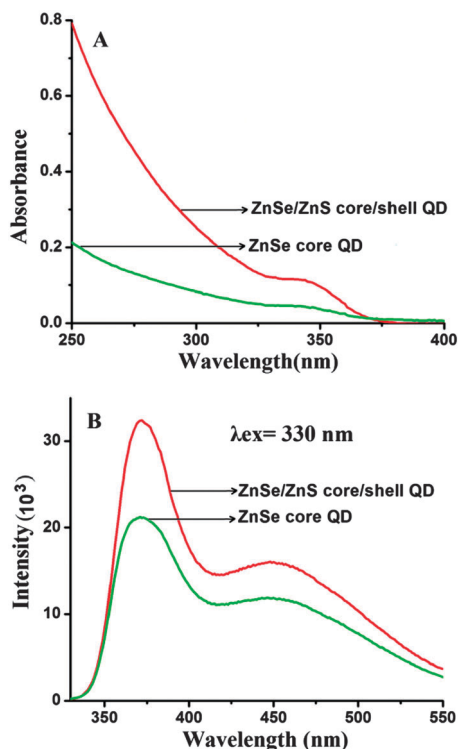 A
0.8
0.6
0.4
0.2
0.0
Absorbance
ZnSe/ZnS core/shell QD
ZnSe core QD
250 300 350 400
Wavelength(nm)
B
λex= 330 nm
30
20
10
0
Intensity (10³)
ZnSe/ZnS core/shell QD
ZnSe core QD
350 400 450 500 550
Wavelength (nm)